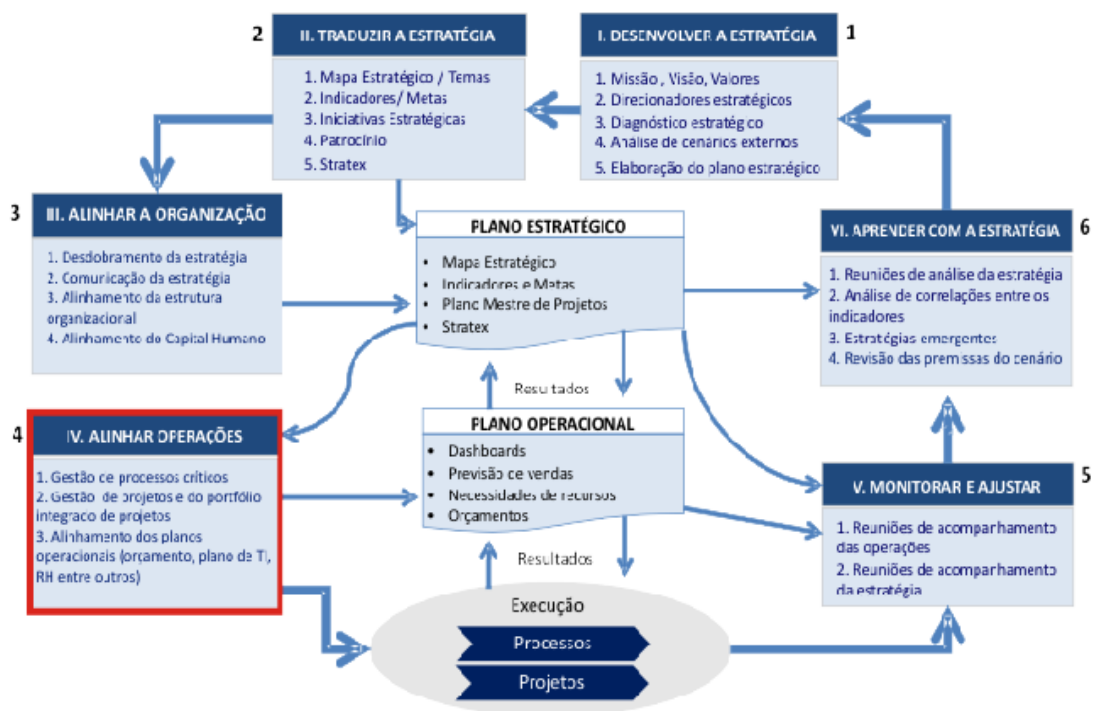 2
II. TRADUZIR A ESTRATÉGIA
1. Mapa Estratégico / Temas
2. Indicadores/ Metas
3. Iniciativas Estratégicas
4. Patrocínio
5. Stratex
I. DESENVOLVER A ESTRATÉGIA
1
1. Missão , Visão, Valores
2. Direcionadores estratégicos
3. Diagnóstico estratégico
4. Análise de cenários externos
5. Elaboração do plano estratégico
3
III. ALINHAR A ORGANIZAÇÃO
1. Desdobramento da estratégia
2. Comunicação da estratégia
3. Alinhamento da estrutura
organizacional
4. Alinhamento do Capital Humano
PLANO ESTRATÉGICO
• Mapa Estratégico
• Indicadores e Metas
• Plano Mestre de Projetos
• Stratex
VI. APRENDER COM A ESTRATÉGIA
6
1. Reuniões de análise da estratégia
2. Análise de correlações entre os
indicadores
3. Estratégias emergentes
4. Revisão das premissas do cenário
Resultados
4
IV. ALINHAR OPERAÇÕES
1. Gestão de processos críticos
2. Gestão de projetos e do portfólio
integraco de projetos
3. Alinhamento dos planos
operacionais (orçamento, plano de TI,
RH entre outros)
PLANO OPERACIONAL
• Dashboards
• Previsão de vendas
• Necessidades de recursos
• Orçamentos
V. MONITORAR E AJUSTAR
5
1. Reuniões de acompanhamento
das operações
2. Reuniões de acompanhamento
da estratégia
Resultados
Execução
Processos
Projetos